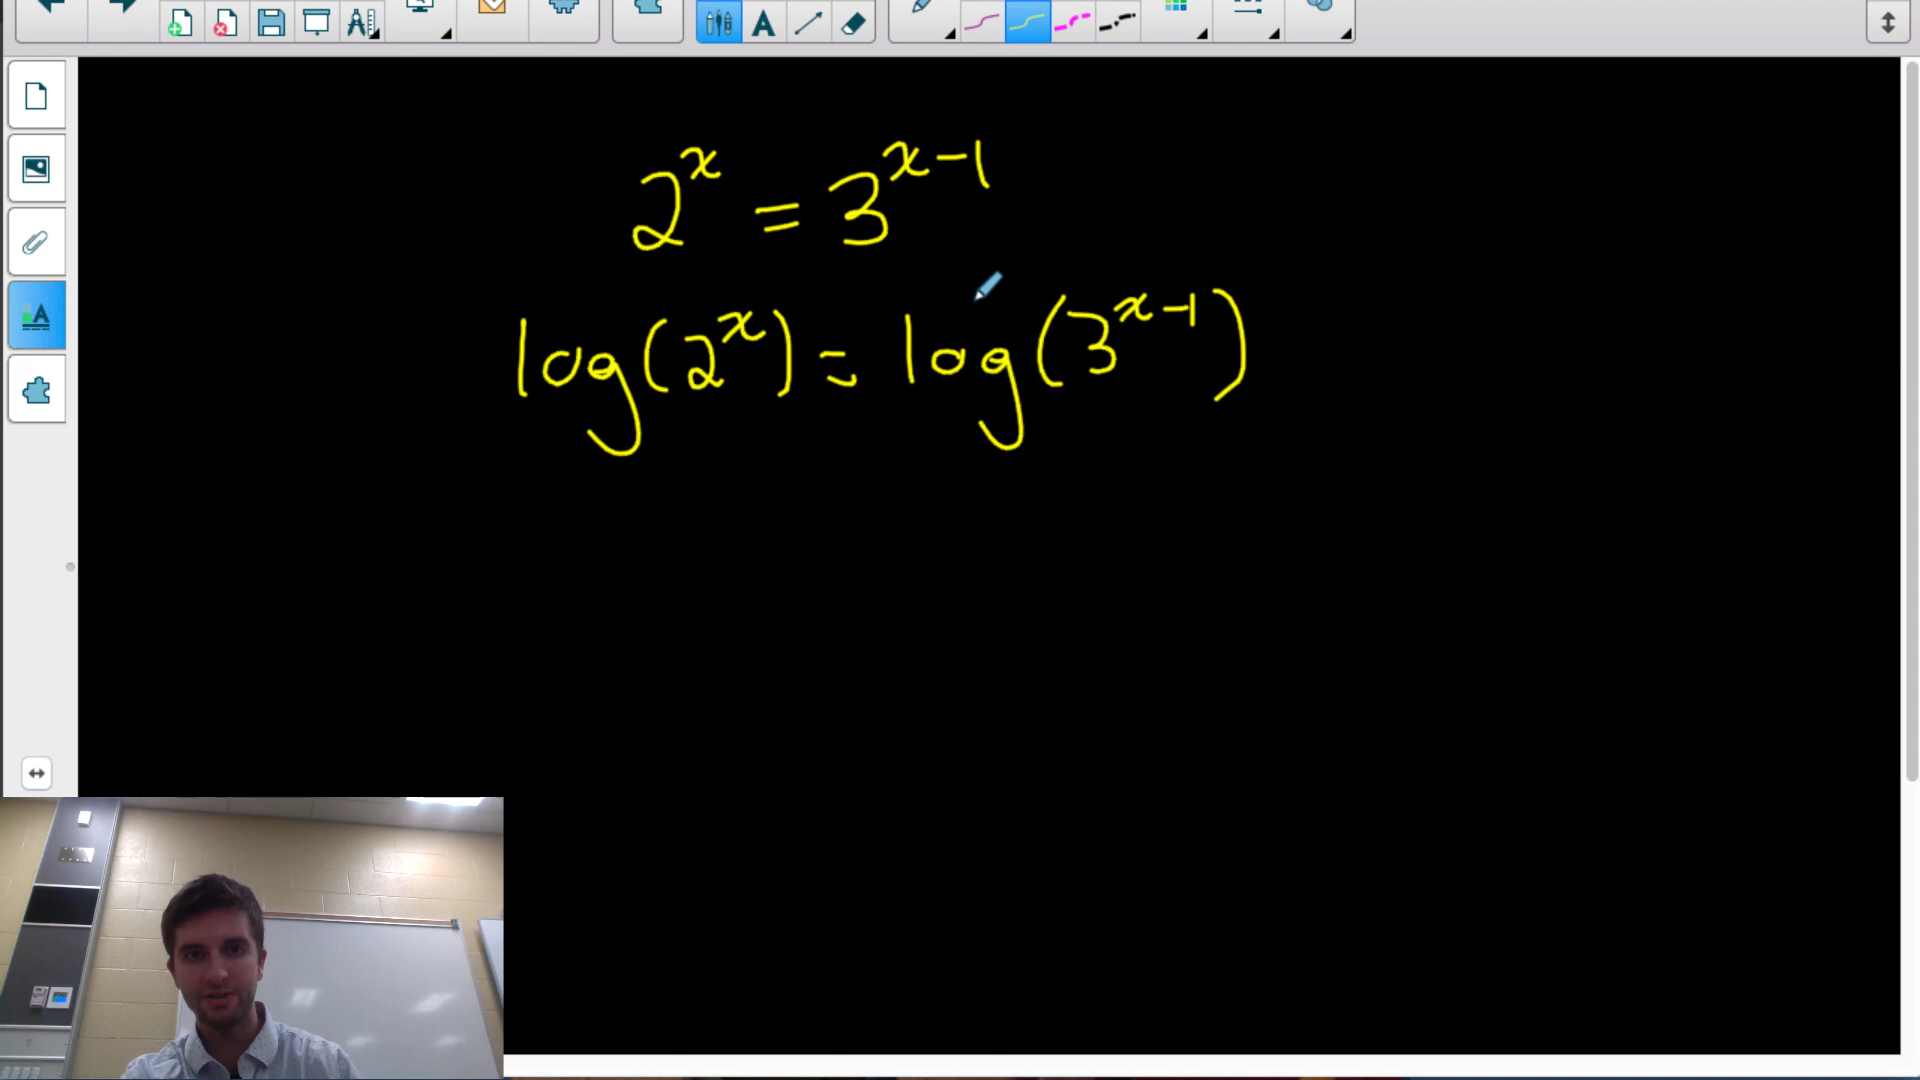 2^x = 3^{x-1}
log(2^x) = log(3^{x-1})